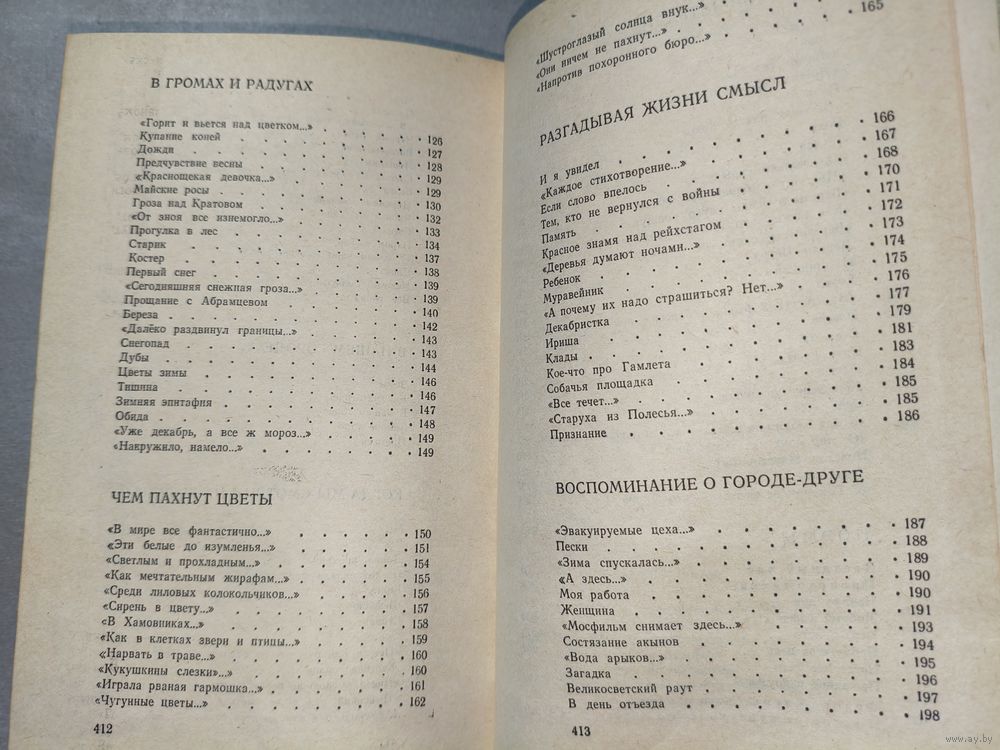 В ГРОМАХ И РАДУГАХ
«Горит и вьется над цветком...» . . . . . . 126
Купание коней . . . . . . . . . 127
Дожди . . . . . . . . . . . 128
Предчувствие весны . . . . . . . . 129
«Краснощекая девочка...» . . . . . . . 129
Майские росы . . . . . . . . . 130
Гроза над Кратовом . . . . . . . . 132
«От зноя все изнемогло...» . . . . . . . 133
Прогулка в лес . . . . . . . . . 134
Старик . . . . . . . . . . . 137
Костер . . . . . . . . . . . 138
Первый снег . . . . . . . . . . 139
«Сегодняшняя снежная гроза...» . . . . . . 139
Прощание с Абрамцевом . . . . . . . 140
Береза . . . . . . . . . . . 142
«Далёко раздвинул границы...» . . . . . . 143
Снегопад . . . . . . . . . . 143
Дубы . . . . . . . . . . . 144
Цветы зимы . . . . . . . . . . 146
Тишина . . . . . . . . . . . 146
Зимняя эпитафия . . . . . . . . . 147
Обида . . . . . . . . . . . 148
«Уже декабрь, а все ж мороз...» . . . . . . 149
«Накружило, намело...» . . . . . . . . 149
ЧЕМ ПАХНУТ ЦВЕТЫ
«В мире все фантастично...» . . . . . . . 150
«Эти белые до изумленья...» . . . . . . . 151
«Светлым и прохладным...» . . . . . . . 154
«Как мечтательным жирафам...» . . . . . . 155
«Среди лиловых колокольчиков...» . . . . . . 156
«Сирень в цвету...» . . . . . . . . . 157
«В Хамовниках...» . . . . . . . . . 158
«Как в клетках звери и птицы...» . . . . . . 159
«Нарвать в траве...» . . . . . . . . . 160
«Кукушкины слезки»...» . . . . . . . . 160
«Играла рваная гармошка...» . . . . . . . 161
«Чугунные цветы...» . . . . . . . . . 162
412
«Шустроглазый солнца внук...»
«Они ничем не пахнут...»
«Напротив похоронного бюро...» . . . . . . 165
РАЗГАДЫВАЯ ЖИЗНИ СМЫСЛ
И я увидел . . . . . . . . . 166
«Каждое стихотворение...» . . . . . . . 167
Если слово впелось . . . . . . . . 168
Тем, кто не вернулся с войны . . . . . . 170
Память . . . . . . . . . . . 171
Красное знамя над рейхстагом . . . . . . 172
«Деревья думают ночами...» . . . . . . . 173
Ребенок . . . . . . . . . . 174
Муравейник . . . . . . . . . . 175
«А почему их надо страшиться? Нет...» . . . . 176
Декабристка . . . . . . . . . . 177
Ириша . . . . . . . . . . . 179
Клады . . . . . . . . . . . 181
Кое-что про Гамлета . . . . . . . . 183
Собачья площадка . . . . . . . . 184
«Все течет...» . . . . . . . . . 185
«Старуха из Полесья...» . . . . . . . 185
Признание . . . . . . . . . . 186
ВОСПОМИНАНИЕ О ГОРОДЕ-ДРУГЕ
«Эвакуируемые цеха...» . . . . . . . 187
Пески . . . . . . . . . . . 188
«Зима спускалась...» . . . . . . . . 189
«А здесь...» . . . . . . . . . . 190
Моя работа . . . . . . . . . . 190
Женщина . . . . . . . . . . 191
«Мосфильм снимает здесь...» . . . . . . 193
Состязание акынов . . . . . . . . 194
«Вода арыков...» . . . . . . . . . 195
Загадка . . . . . . . . . . 196
Великосветский раут . . . . . . . . 197
В день отъезда . . . . . . . . . 198
413
www.ay.by